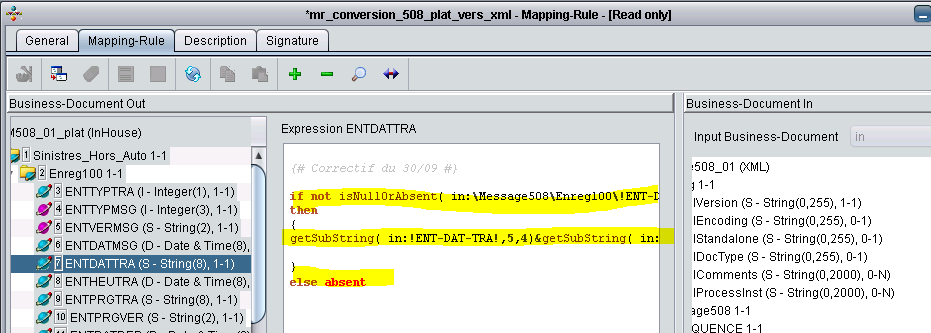 *mr_conversion_508_plat_vers_xml - Mapping-Rule - [Read only]
General Mapping-Rule Description Signature
Business-Document Out
Business-Document In
M508_01_plat (InHouse)
1 Sinistres_Hors_Auto 1-1
2 Enreg100 1-1
3 ENTTYPTRA (I - Integer(1), 1-1)
4 ENTTYPMSG (I - Integer(3), 1-1)
5 ENTVERMSG (S - String(2), 1-1)
6 ENTDATMSG (D - Date & Time(8),
7 ENTDATTRA (S - String(8), 1-1)
8 ENTHEUTRA (D - Date & Time(8),
9 ENTPRGTRA (S - String(8), 1-1)
10 ENTPRGVER (S - String(2), 1-1)
Expression ENTDATTRA
{# Correctif du 30/09 #}
if not isNullOrAbsent( in:\Message508\Enreg100\!ENT-D
then
{
getSubString( in:!ENT-DAT-TRA!,5,4)&getSubString( in:
}
else absent
Input Business-Document in
e508_01 (XML)
g 1-1
lVersion (S - String(0,255), 1-1)
lEncoding (S - String(0,255), 0-1)
lStandalone (S - String(0,255), 0-1)
lDocType (S - String(0,255), 0-1)
lComments (S - String(0,2000), 0-N)
lProcessInst (S - String(0,2000), 0-N)
age508 1-1
QUENCE 1-1